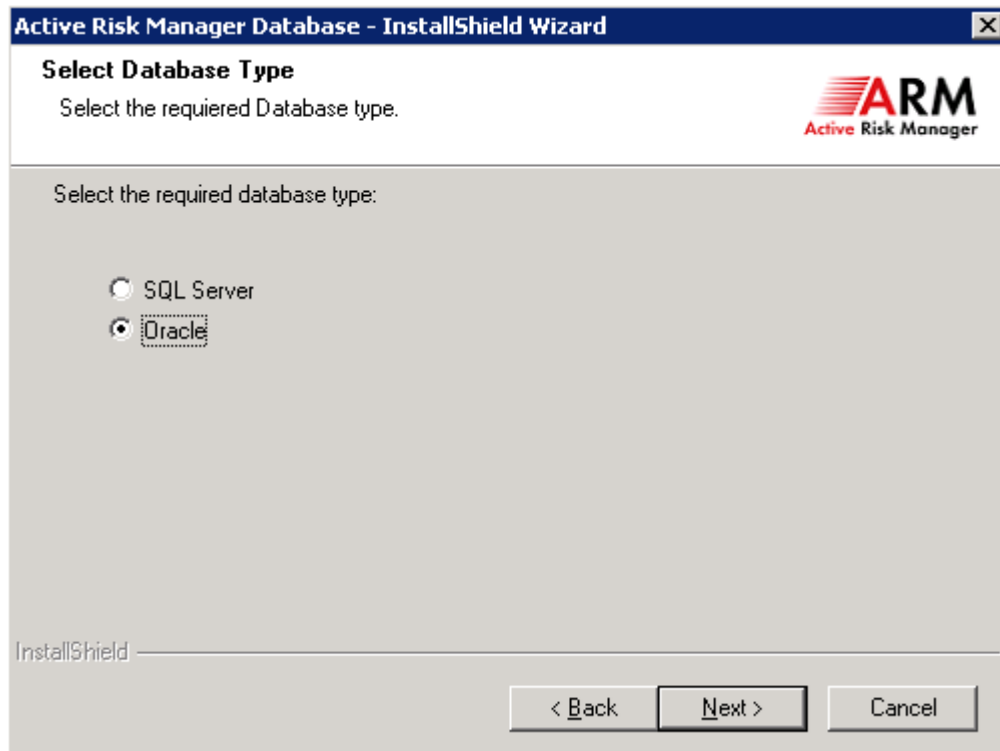 Active Risk Manager Database - InstallShield Wizard
Select Database Type
Select the requiered Database type.
ARM
Active Risk Manager
Select the required database type:
SQL Server
Oracle
InstallShield
< Back
Next >
Cancel